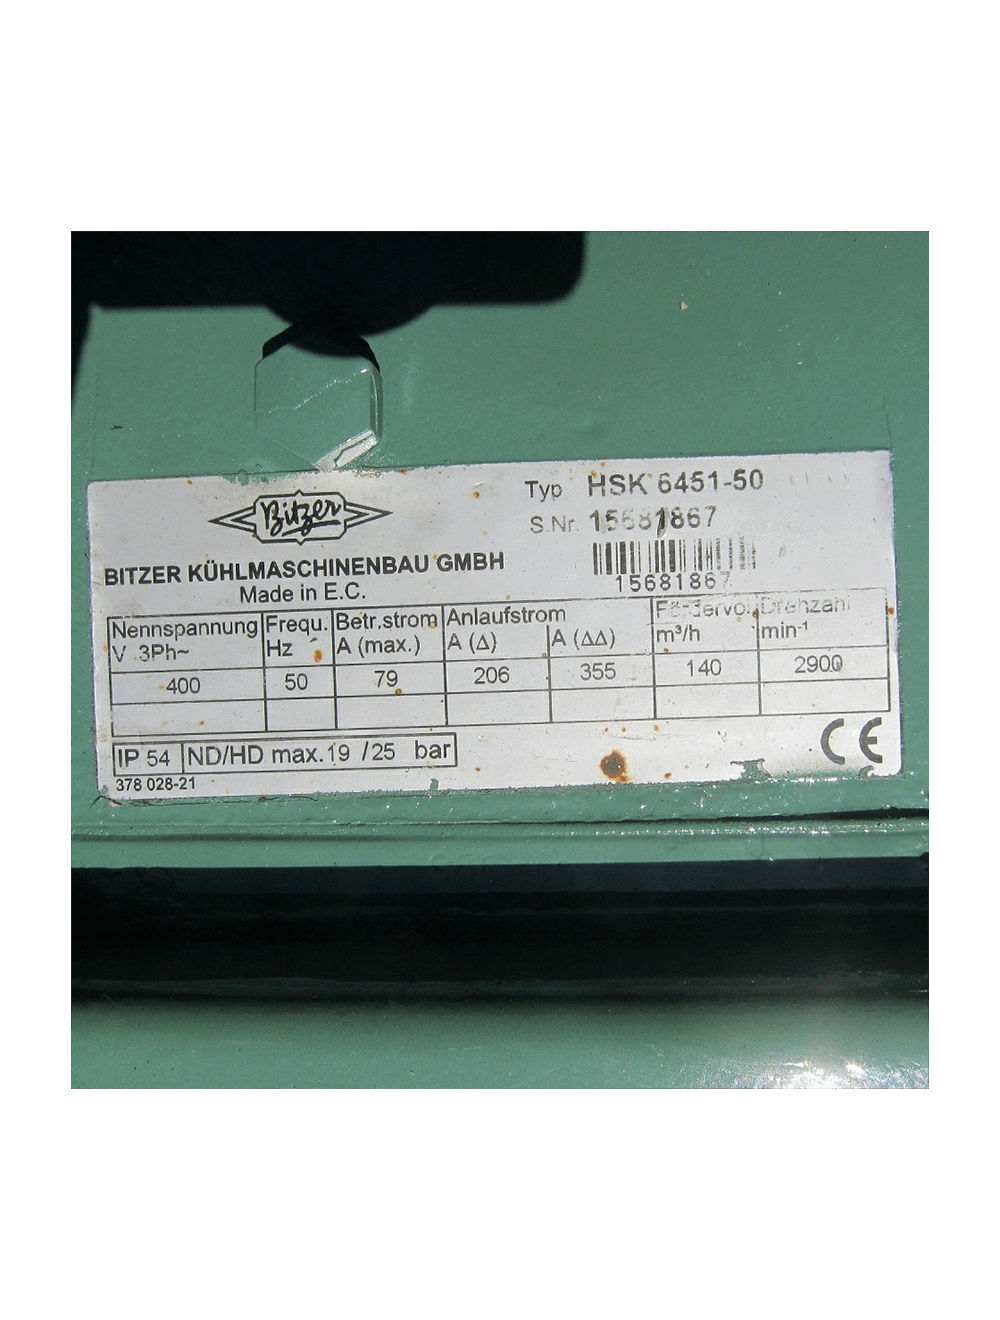 Bitzer
BITZER KÜHLMASCHINENBAU GMBH
Made in E.C.
Typ HSK 6451-50
S.Nr. 15681867
15681867
Nennspannung V 3Ph~ Frequ. Hz Betr.strom A (max.) Anlaufstrom A (Δ) A (ΔΔ) Fördervol. m³/h Drehzahl min-1
400 50 79 206 355 140 2900
IP 54 ND/HD max. 19 /25 bar
CE
378 028-21